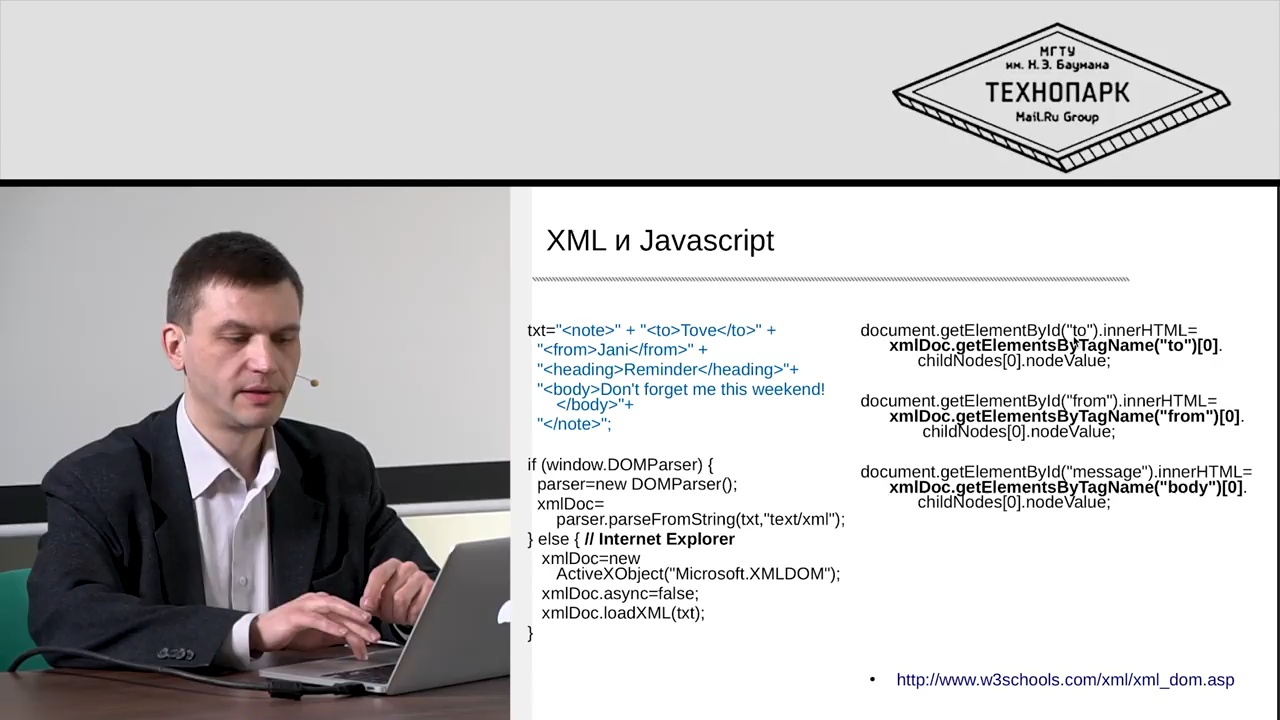 МГТУ
им. Н.Э. Баумана
ТЕХНОПАРК
Mail.Ru Group
XML и Javascript
txt="<note>" + "<to>Tove</to>" +
"<from>Jani</from>" +
"<heading>Reminder</heading>"+
"<body>Don't forget me this weekend!
</body>"+
"</note>";
if (window.DOMParser) {
parser=new DOMParser();
xmlDoc=
parser.parseFromString(txt,"text/xml");
} else { // Internet Explorer
xmlDoc=new
ActiveXObject("Microsoft.XMLDOM");
xmlDoc.async=false;
xmlDoc.loadXML(txt);
}
document.getElementById("to").innerHTML=
xmlDoc.getElementsByTagName("to")[0].
childNodes[0].nodeValue;
document.getElementById("from").innerHTML=
xmlDoc.getElementsByTagName("from")[0].
childNodes[0].nodeValue;
document.getElementById("message").innerHTML=
xmlDoc.getElementsByTagName("body")[0].
childNodes[0].nodeValue;
• http://www.w3schools.com/xml/xml_dom.asp